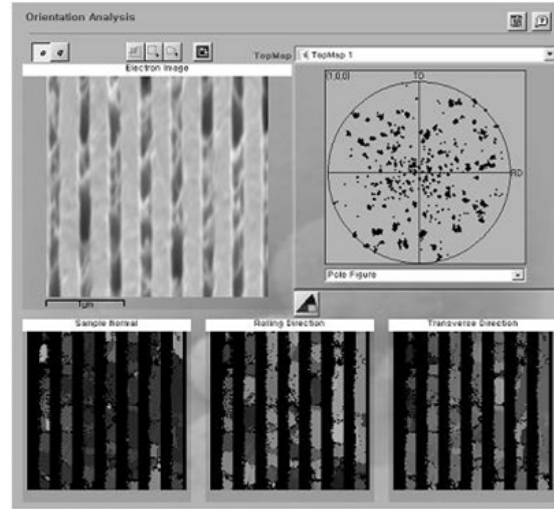 Orientation Analysis
TopMap
TopMap 1
Electron Image
{1,0,0}
TD
RD
1µm
Pole Figure
Sample Normal
Rolling Direction
Transverse Direction